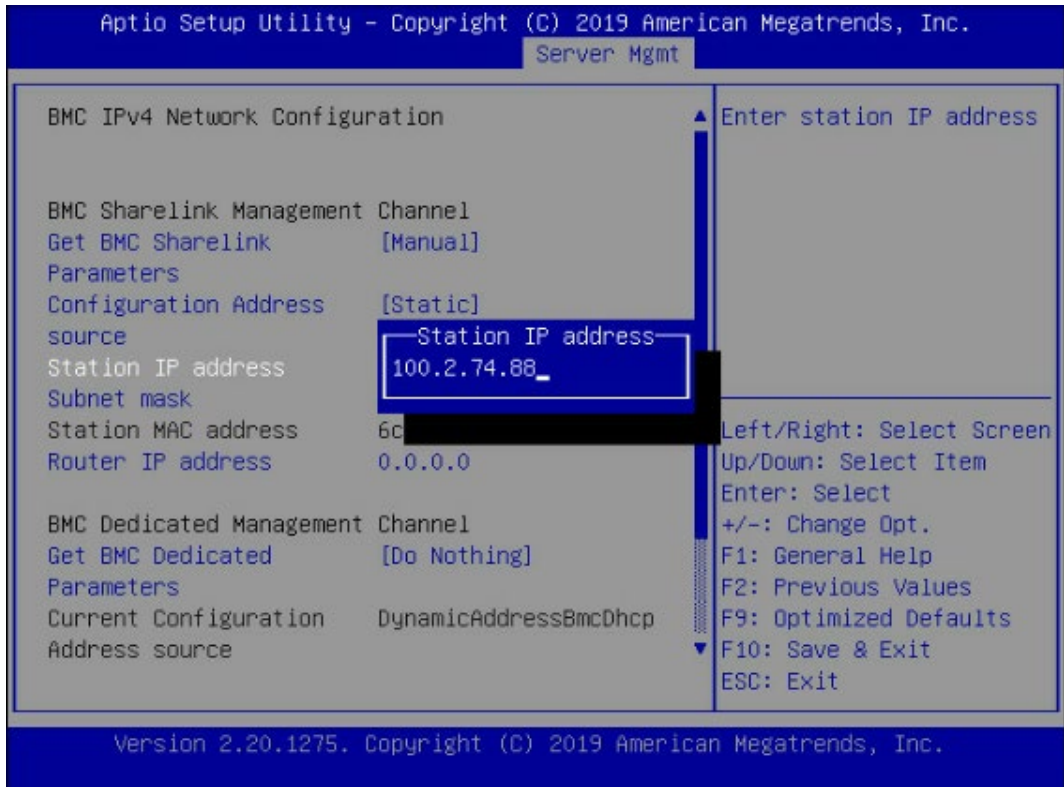 Aptio Setup Utility – Copyright (C) 2019 American Megatrends, Inc.
Server Mgmt
BMC IPv4 Network Configuration
BMC Sharelink Management Channel
Get BMC Sharelink [Manual]
Parameters
Configuration Address [Static]
source
Station IP address
Subnet mask
Station MAC address 6c
Router IP address 0.0.0.0
BMC Dedicated Management Channel
Get BMC Dedicated [Do Nothing]
Parameters
Current Configuration DynamicAddressBmcDhcp
Address source
Station IP address
100.2.74.88_
Enter station IP address
Left/Right: Select Screen
Up/Down: Select Item
Enter: Select
+/-: Change Opt.
F1: General Help
F2: Previous Values
F9: Optimized Defaults
F10: Save & Exit
ESC: Exit
Version 2.20.1275. Copyright (C) 2019 American Megatrends, Inc.